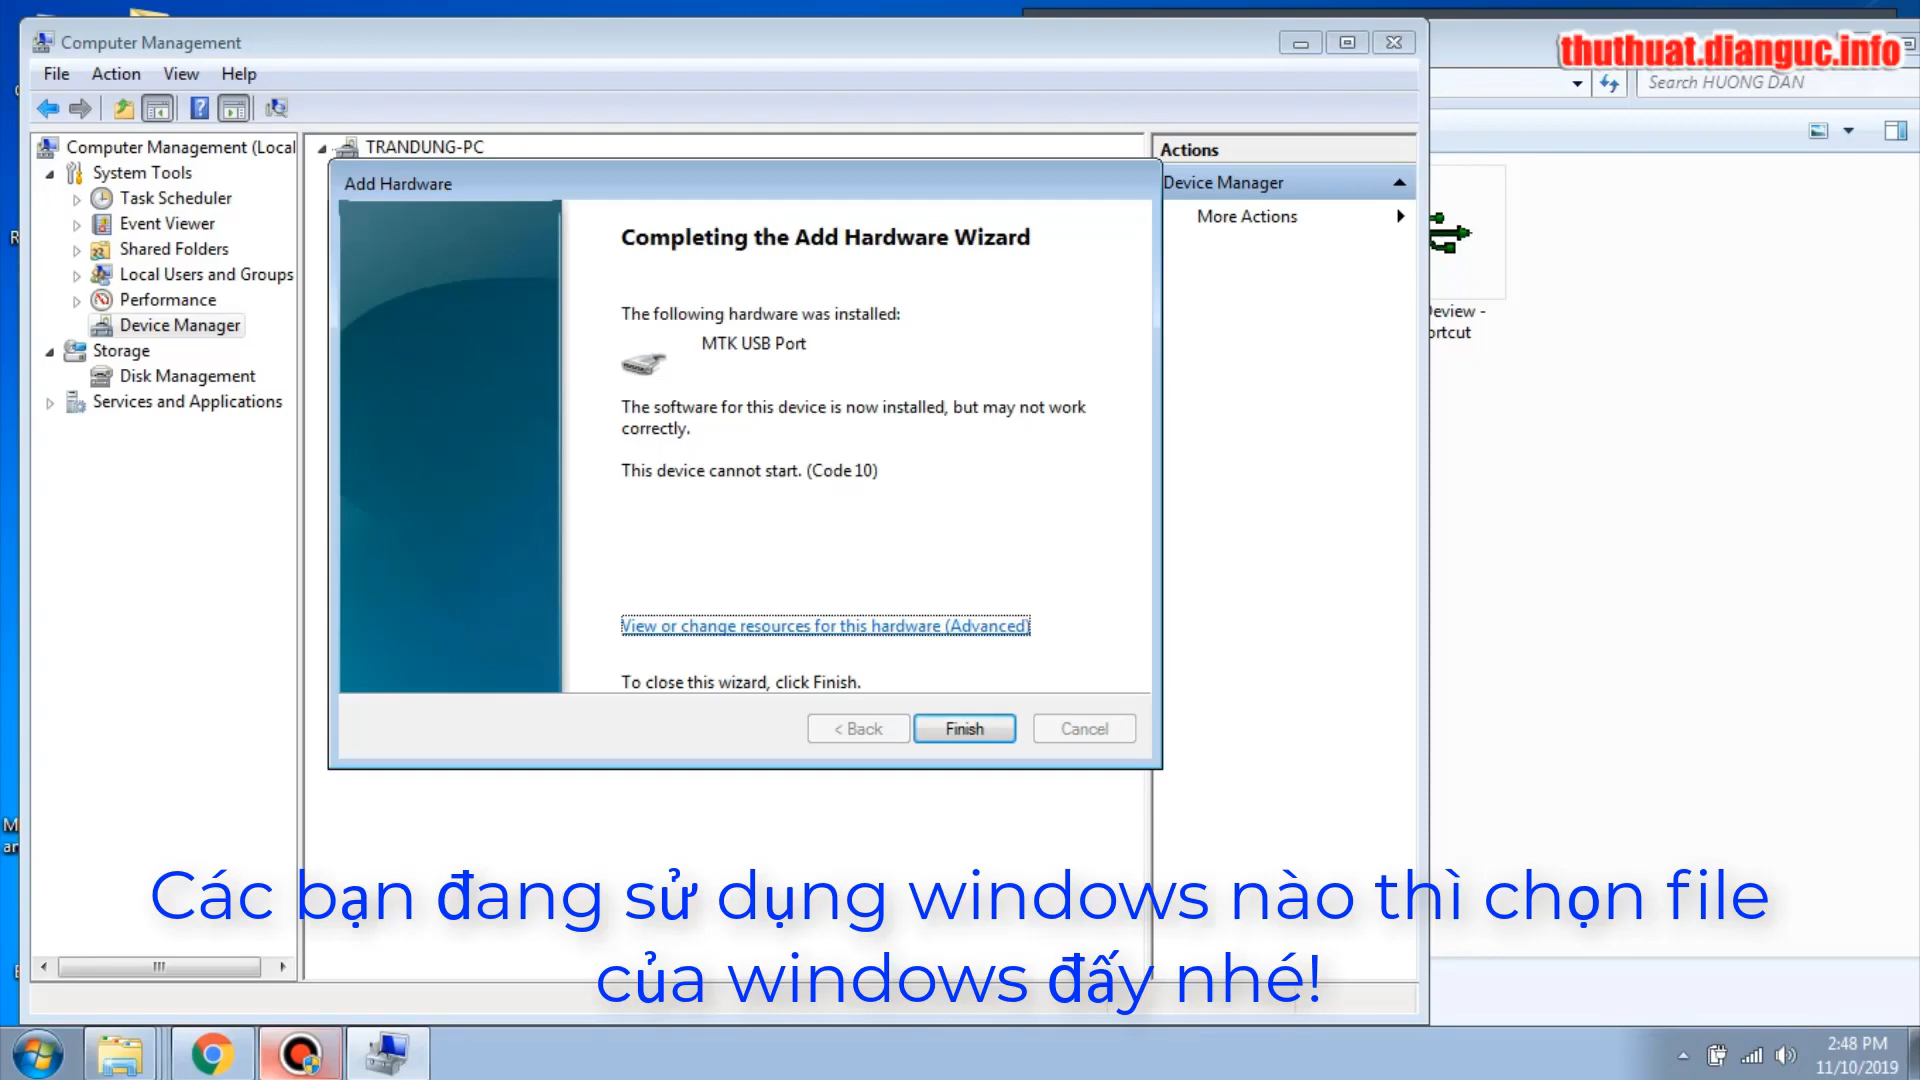 Computer Management
thuthuat.dianguc.info
File Action View Help
Search HUONG DAN
Computer Management (Local
System Tools
Task Scheduler
Event Viewer
Shared Folders
Local Users and Groups
Performance
Device Manager
Storage
Disk Management
Services and Applications
TRANDUNG-PC
Add Hardware
Completing the Add Hardware Wizard
The following hardware was installed:
MTK USB Port
The software for this device is now installed, but may not work
correctly.
This device cannot start. (Code 10)
View or change resources for this hardware (Advanced)
To close this wizard, click Finish.
< Back Finish Cancel
Actions
Device Manager
More Actions
Deview -
ortcut
Các bạn đang sử dụng windows nào thì chọn file
của windows đấy nhé!
2:48 PM
11/10/2019